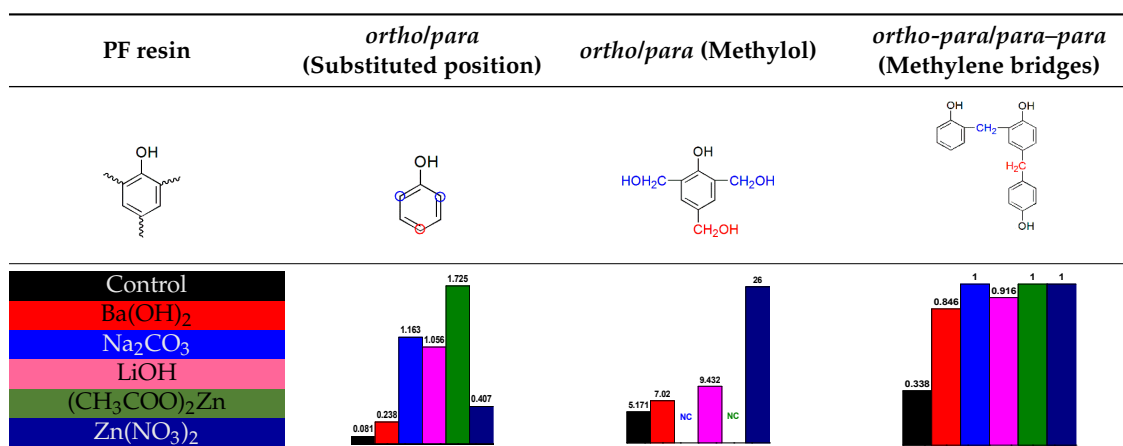 PF resin
ortho/para
(Substituted position)
ortho/para (Methylol)
ortho-para/para–para
(Methylene bridges)
OH
OH
OH
HOH₂C
CH₂OH
CH₂OH
OH
OH
CH₂
H₂C
OH
Control
Ba(OH)₂
Na₂CO₃
LiOH
(CH₃COO)₂Zn
Zn(NO₃)₂
0.081
0.238
1.163
1.056
1.725
0.407
5.171
7.02
NC
9.432
NC
26
0.338
0.846
1
0.916
1
1